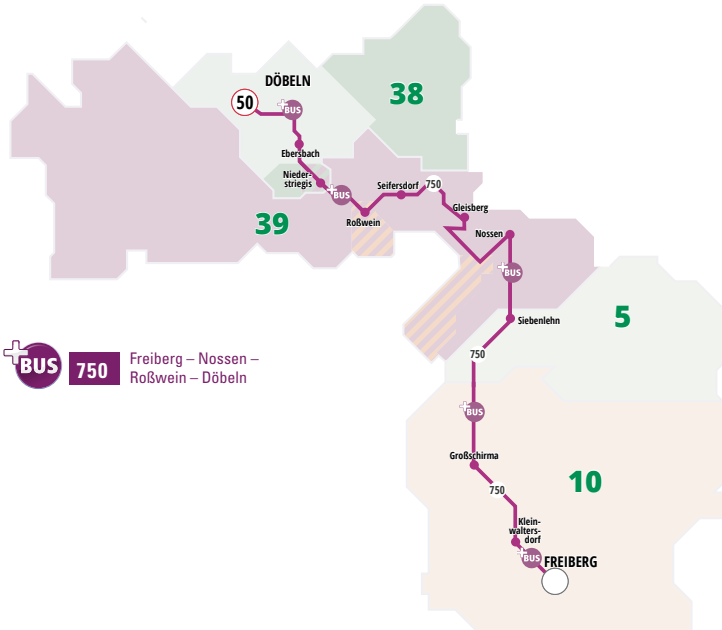 DÖBELN
50
+BUS
38
Ebersbach
Nieder-
striegis
+BUS
Seifersdorf
750
Gleisberg
Roßwein
39
Nossen
+BUS
Siebenlehn
5
750
+BUS
750
Freiberg – Nossen –
Roßwein – Döbeln
+BUS
Großschirma
750
10
Klein-
walters-
dorf
+BUS
FREIBERG